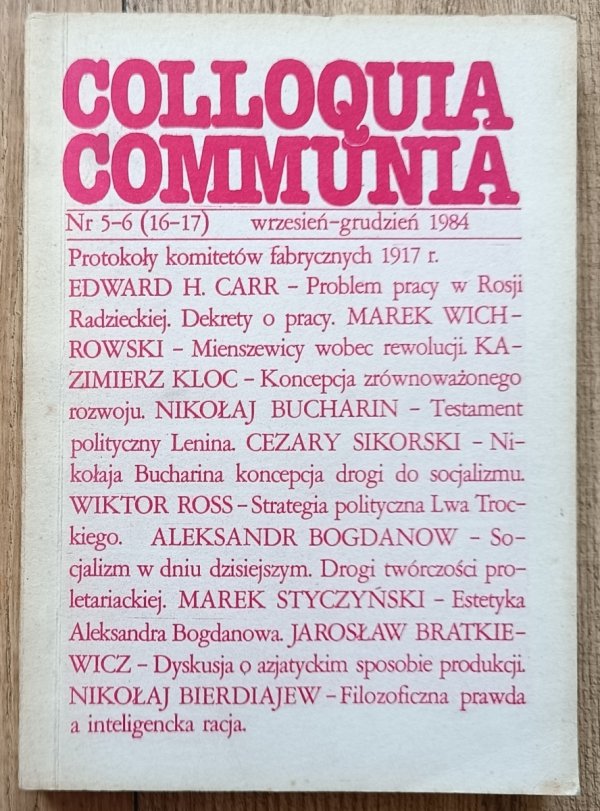 COLLOQUIA
COMMUNIA
Nr 5-6 (16-17) wrzesień-grudzień 1984
Protokoły komitetów fabrycznych 1917 r.
EDWARD H. CARR – Problem pracy w Rosji
Radzieckiej. Dekrety o pracy. MAREK WICH-
ROWSKI – Mienszewicy wobec rewolucji. KA-
ZIMIERZ KLOC – Koncepcja zrównoważonego
rozwoju. NIKOŁAJ BUCHARIN – Testament
polityczny Lenina. CEZARY SIKORSKI – Ni-
kołaja Bucharina koncepcja drogi do socjalizmu.
WIKTOR ROSS – Strategia polityczna Lwa Troc-
kiego. ALEKSANDR BOGDANOW – So-
cjalizm w dniu dzisiejszym. Drogi twórczości pro-
letariackiej. MAREK STYCZYŃSKI – Estetyka
Aleksandra Bogdanowa. JAROSŁAW BRATKIE-
WICZ – Dyskusja o azjatyckim sposobie produkcji.
NIKOŁAJ BIERDIAJEW – Filozoficzna prawda
a inteligencka racja.